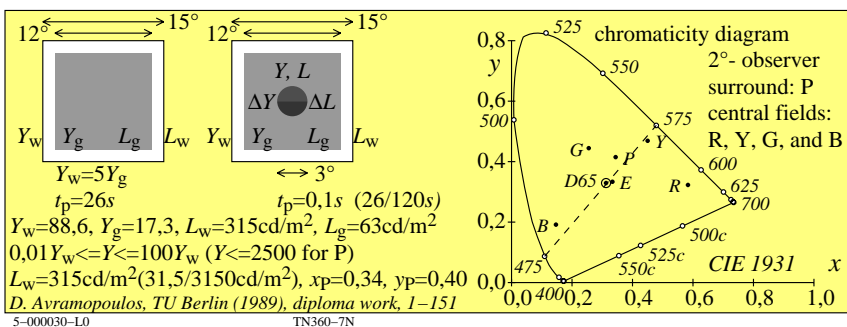 15° 15°
12° 12°
Y, L
ΔY ΔL
Yw Yg Lg Lw Yw Yg Lg Lw
Yw=5Yg 3°
tp=26s tp=0,1s (26/120s)
Yw=88,6, Yg=17,3, Lw=315cd/m², Lg=63cd/m²
0,01Yw<=Y<=100Yw (Y<=2500 for P)
Lw=315cd/m²(31,5/3150cd/m²), xP=0,34, yP=0,40
D. Avramopoulos, TU Berlin (1989), diploma work, 1–151
5–000030–L0 TN360–7N
chromaticity diagram
2°- observer
surround: P
central fields:
R, Y, G, and B
y
0,8
0,6
0,4
0,2
0,0
0,0 0,2 0,4 0,6 0,8 1,0
x
CIE 1931
525
550
500
575
600
625
700
500c
525c
550c
475
400
G
P
Y
D65
E
R
B